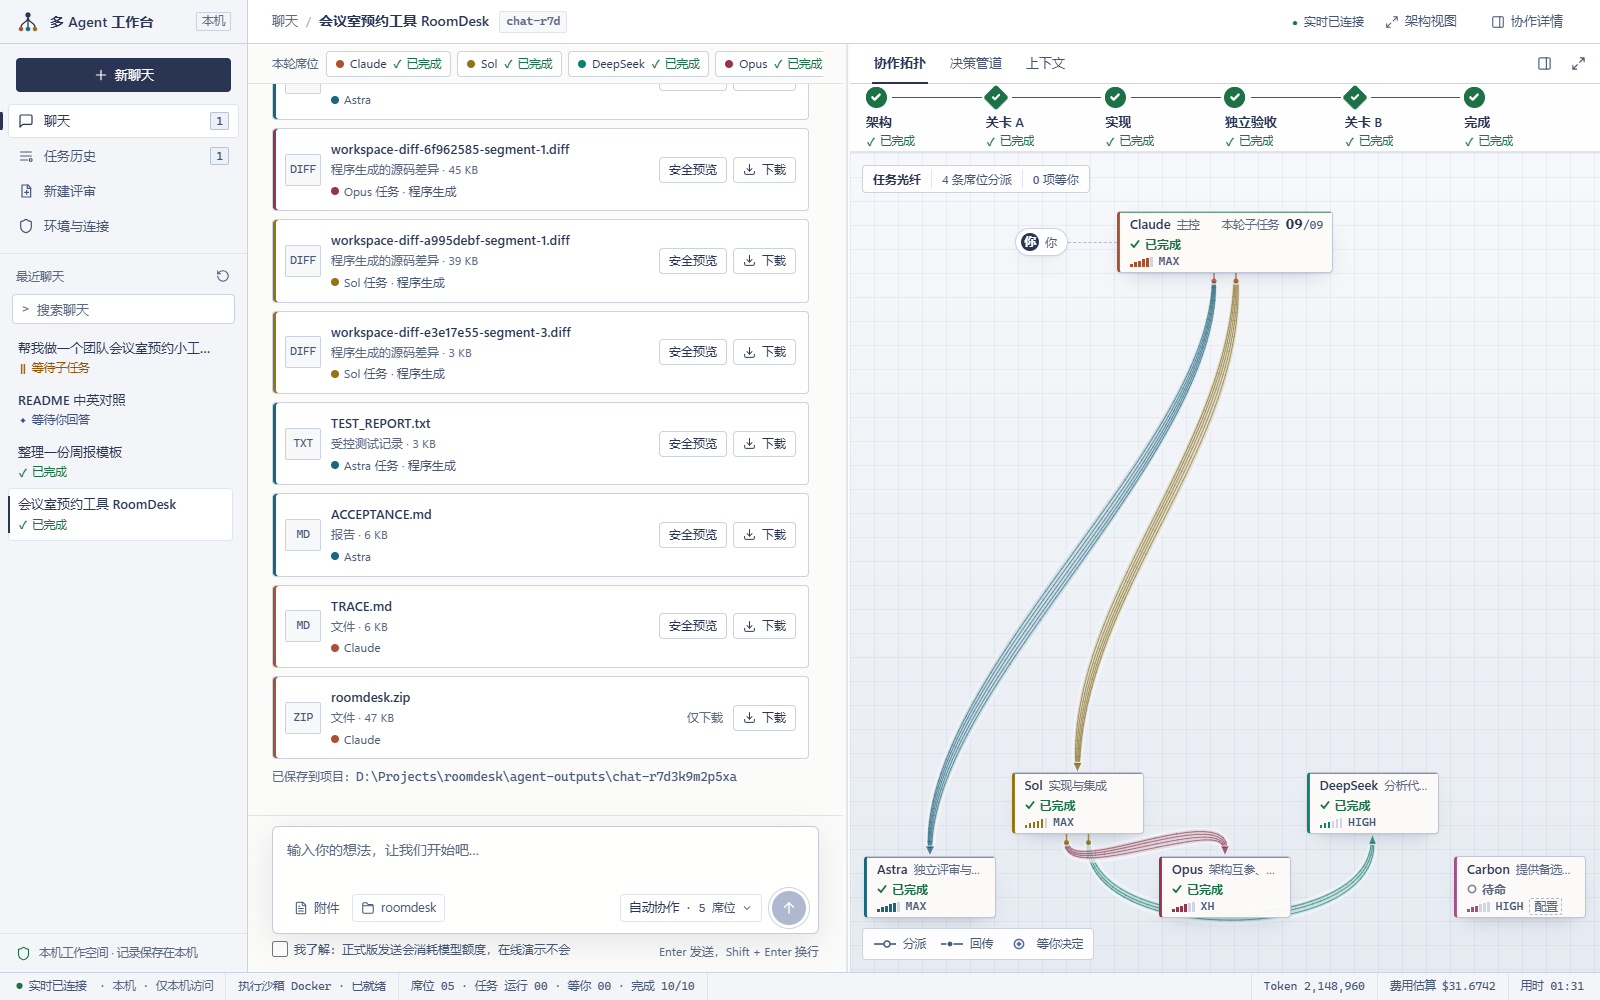 多 Agent 工作台
本机
聊天 / 会议室预约工具 RoomDesk chat-r7d
实时已连接
架构视图
协作详情
新聊天
聊天 1
任务历史 1
新建评审
环境与连接
最近聊天
> 搜索聊天
帮我做一个团队会议室预约小工...
等待子任务
README 中英对照
等待你回答
整理一份周报模板
✓ 已完成
会议室预约工具 RoomDesk
✓ 已完成
本机工作空间 · 记录保存在本机
本轮席位
Claude ✓ 已完成
Sol ✓ 已完成
DeepSeek ✓ 已完成
Opus ✓ 已完成
Astra
DIFF
workspace-diff-6f962585-segment-1.diff
程序生成的源码差异 · 45 KB
Opus 任务 · 程序生成
安全预览
下载
DIFF
workspace-diff-a995debf-segment-1.diff
程序生成的源码差异 · 39 KB
Sol 任务 · 程序生成
安全预览
下载
DIFF
workspace-diff-e3e17e55-segment-3.diff
程序生成的源码差异 · 3 KB
Sol 任务 · 程序生成
安全预览
下载
TXT
TEST_REPORT.txt
受控测试记录 · 3 KB
Astra 任务 · 程序生成
安全预览
下载
MD
ACCEPTANCE.md
报告 · 6 KB
Astra
安全预览
下载
MD
TRACE.md
文件 · 6 KB
Claude
安全预览
下载
ZIP
roomdesk.zip
文件 · 47 KB
Claude
仅下载
下载
已保存到项目: D:\Projects\roomdesk\agent-outputs\chat-r7d3k9m2p5xa
输入你的想法，让我们开始吧...
附件
roomdesk
自动协作 · 5 席位
我了解：正式版发送会消耗模型额度，在线演示不会
Enter 发送，Shift + Enter 换行
协作拓扑
决策管道
上下文
架构
✓ 已完成
关卡 A
✓ 已完成
实现
✓ 已完成
独立验收
✓ 已完成
关卡 B
✓ 已完成
完成
✓ 已完成
任务光纤
4 条席位分派
0 项等你
你 你
Claude 主控
本轮子任务 09/09
✓ 已完成
MAX
Sol 实现与集成
✓ 已完成
MAX
DeepSeek 分析代...
✓ 已完成
HIGH
Astra 独立评审与...
✓ 已完成
MAX
Opus 架构互参、...
✓ 已完成
XH
Carbon 提供备选...
待命
HIGH 配置
分派
回传
等你决定
实时已连接 · 本机 · 仅本机访问
执行沙箱 Docker · 已就绪
席位 05 · 任务 运行 00 · 等你 00 · 完成 10/10
Token 2,148,960
费用估算 $31.6742
用时 01:31